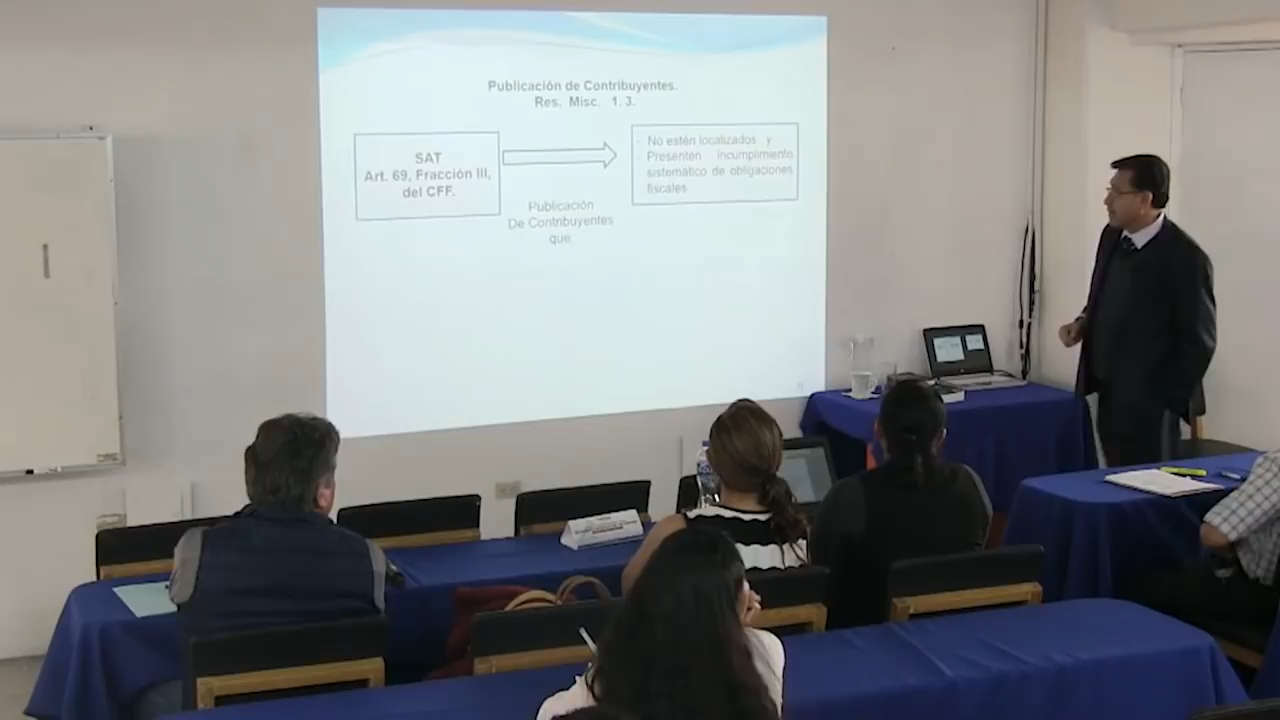 Publicación de Contribuyentes.
Res. Misc. 1. 3.
SAT
Art. 69, Fracción III,
del CFF.
Publicación
De Contribuyentes
que
- No estén localizados y
- Presenten incumplimiento
sistemático de obligaciones
fiscales